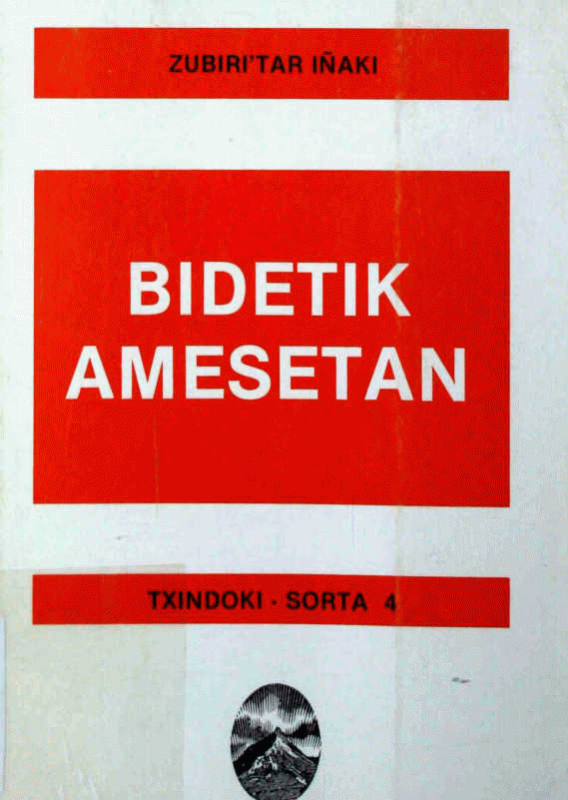 ZUBIRI'TAR IÑAKI
BIDETIK
AMESETAN
TXINDOKI - SORTA 4